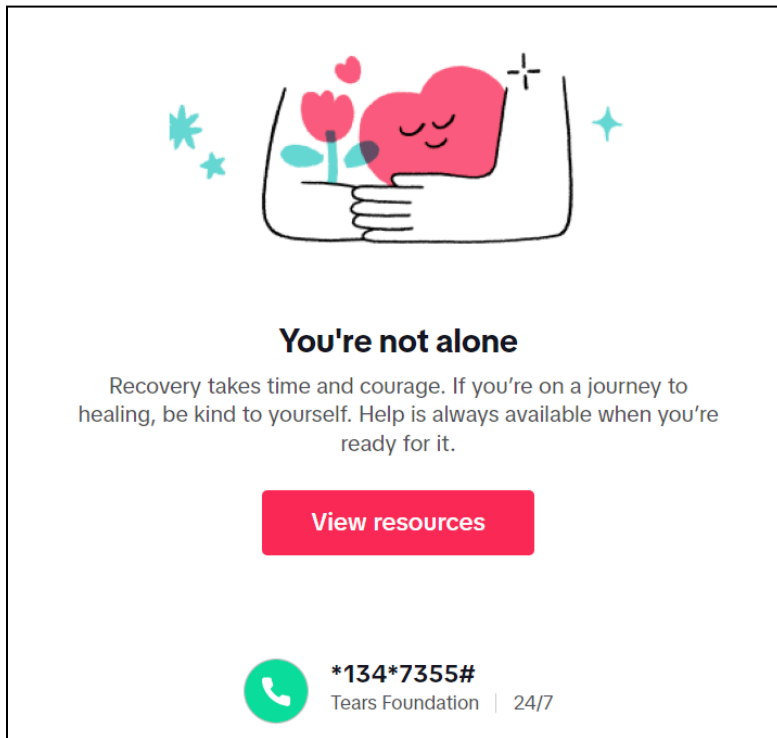 You're not alone
Recovery takes time and courage. If you’re on a journey to
healing, be kind to yourself. Help is always available when you’re
ready for it.
View resources
*134*7355#
Tears Foundation | 24/7